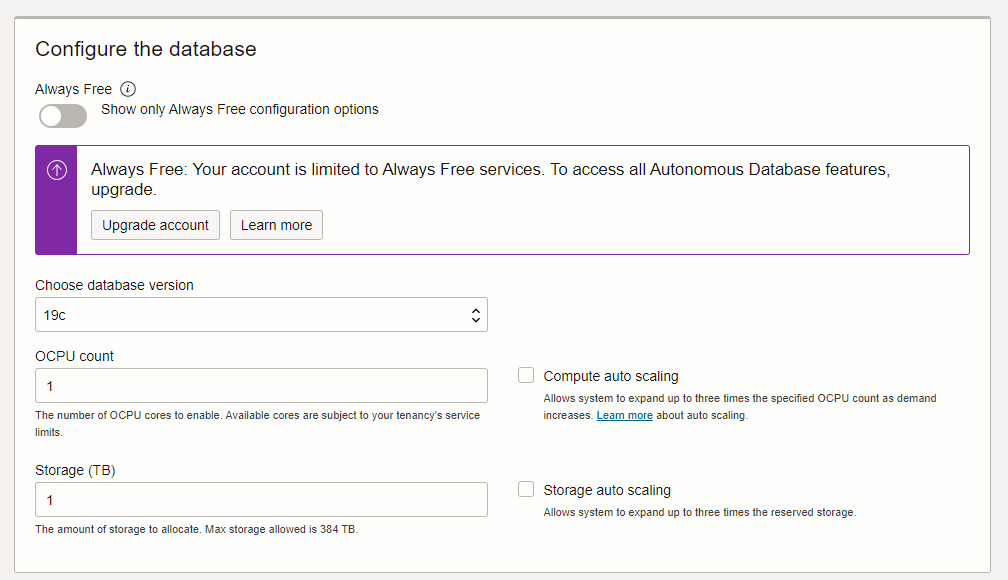 Configure the database
Always Free
Show only Always Free configuration options
Always Free: Your account is limited to Always Free services. To access all Autonomous Database features,
upgrade.
Upgrade account
Learn more
Choose database version
19c
OCPU count
1
The number of OCPU cores to enable. Available cores are subject to your tenancy's service
limits.
Compute auto scaling
Allows system to expand up to three times the specified OCPU count as demand
increases. Learn more about auto scaling.
Storage (TB)
1
The amount of storage to allocate. Max storage allowed is 384 TB.
Storage auto scaling
Allows system to expand up to three times the reserved storage.